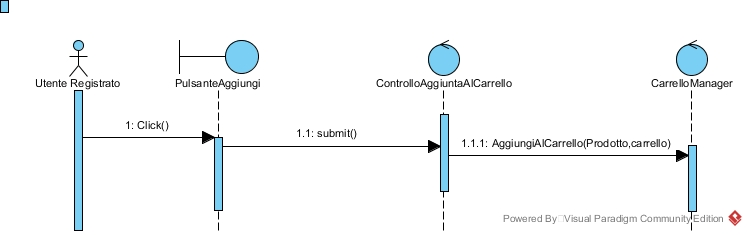 Utente Registrato
PulsanteAggiungi
ControlloAggiuntaAlCarrello
CarrelloManager
1: Click()
1.1: submit()
1.1.1: AggiungiAlCarrello(Prodotto,carrello)
Powered By Visual Paradigm Community Edition